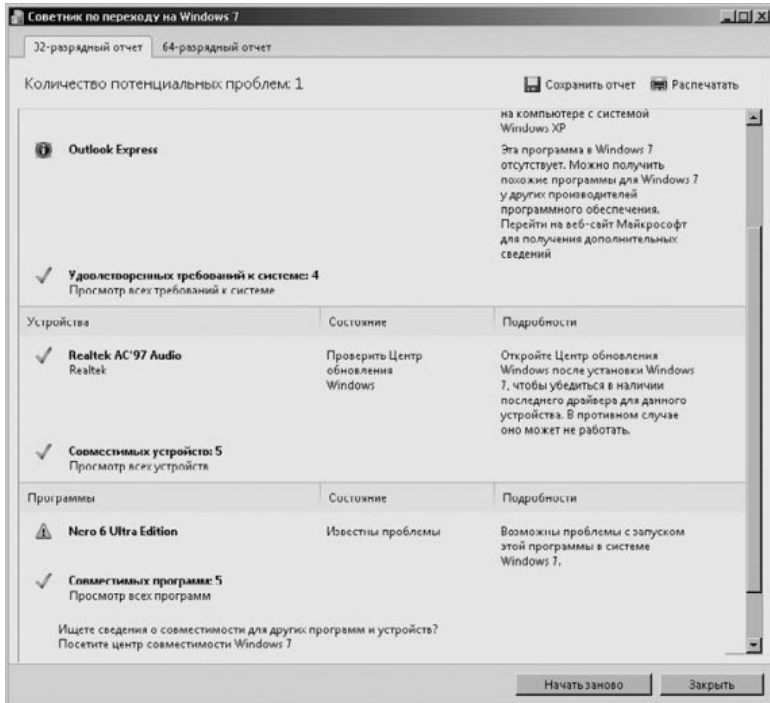 Советник по переходу на Windows 7
32-разрядный отчет 64-разрядный отчет
Количество потенциальных проблем: 1
Сохранить отчет Распечатать
на компьютере с системой
Windows XP
Outlook Express
Эта программа в Windows 7
отсутствует. Можно получить
похожие программы для Windows 7
у других производителей
программного обеспечения.
Перейти на веб-сайт Майкрософт
для получения дополнительных
сведений
Удовлетворенных требований к системе: 4
Просмотр всех требований к системе
Устройства Состояние Подробности
Realtek AC'97 Audio
Realtek
Проверить Центр
обновления
Windows
Откройте Центр обновления
Windows после установки Windows
7, чтобы убедиться в наличии
последнего драйвера для данного
устройства. В противном случае
оно может не работать.
Совместимых устройств: 5
Просмотр всех устройств
Программы Состояние Подробности
Nero 6 Ultra Edition
Известны проблемы
Возможны проблемы с запуском
этой программы в системе
Windows 7.
Совместимых программ: 5
Просмотр всех программ
Ищете сведения о совместимости для других программ и устройств?
Посетите центр совместимости Windows 7
Начать заново Закрыть